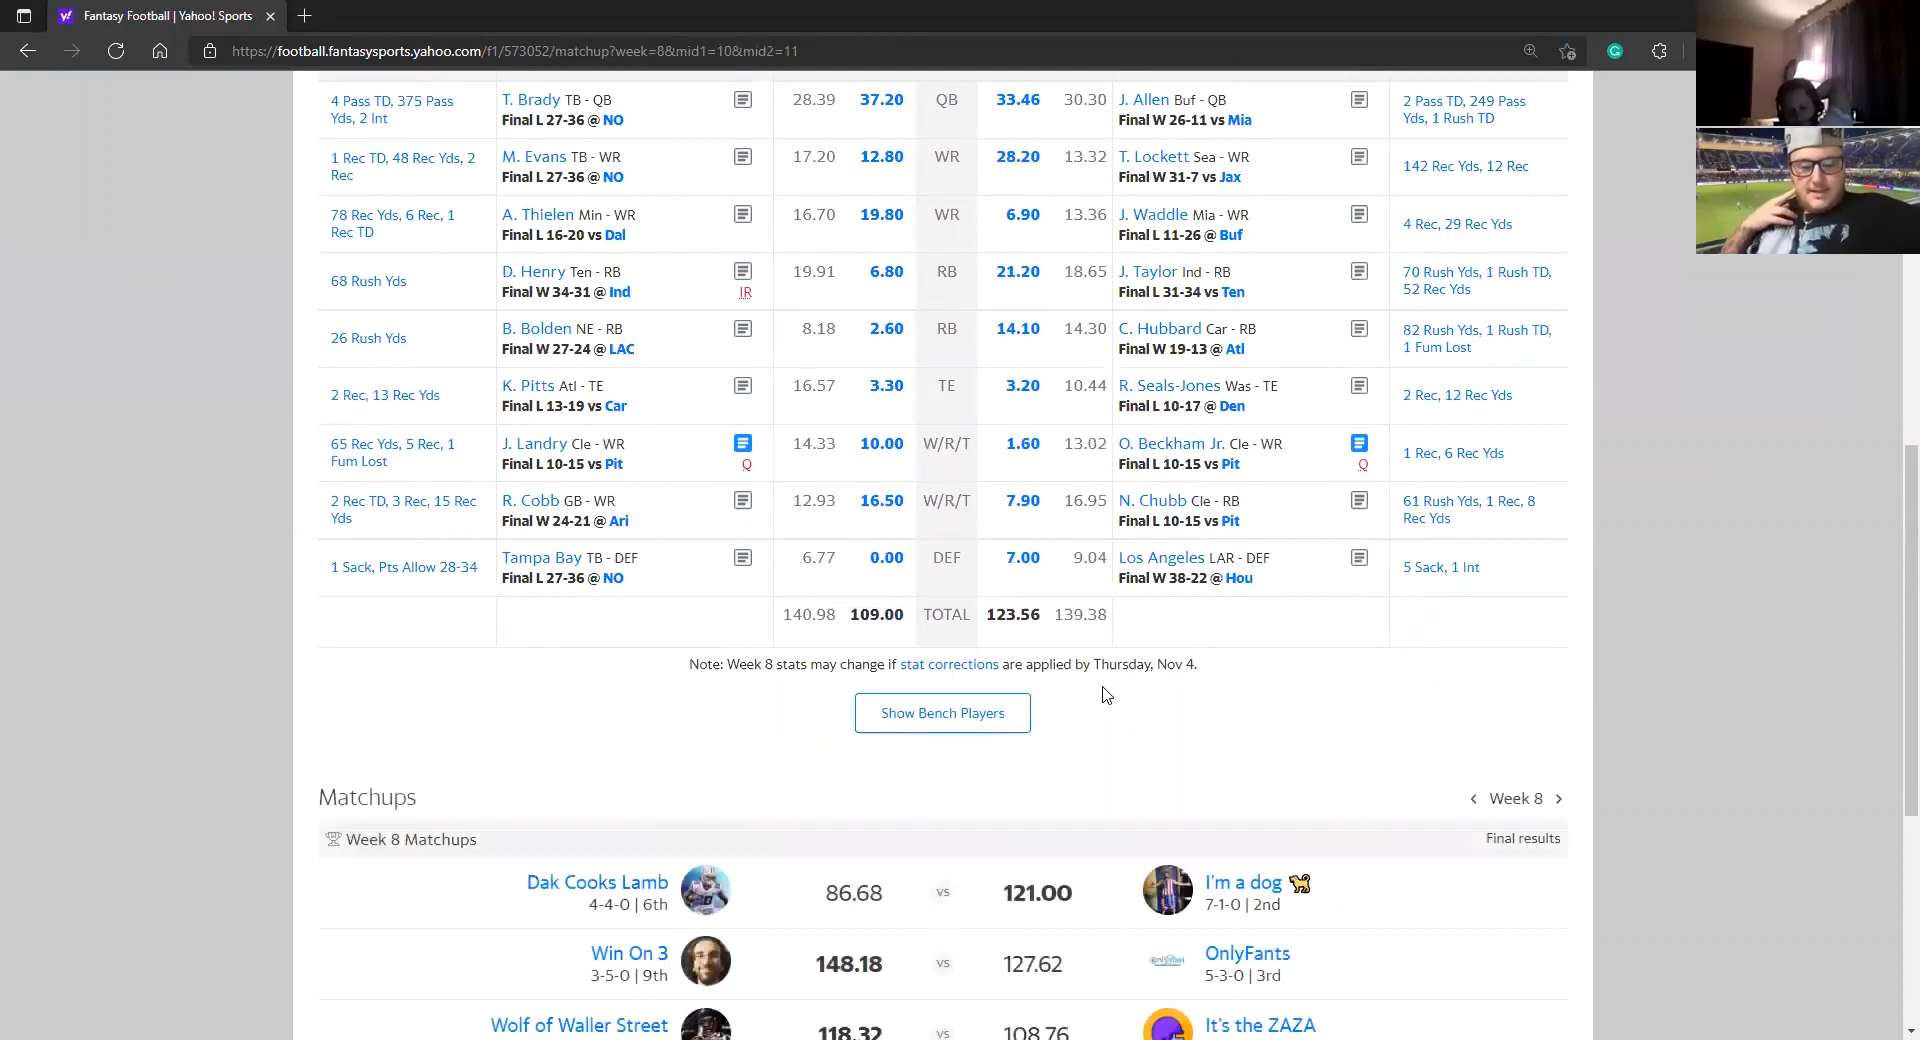 Fantasy Football | Yahoo! Sports
https://football.fantasysports.yahoo.com/f1/573052/matchup?week=8&mid1=10&mid2=11
4 Pass TD, 375 Pass Yds, 2 Int T. Brady TB - QB Final L 27-36 @ NO 28.39 37.20 QB 33.46 30.30 J. Allen Buf - QB Final W 26-11 vs Mia 2 Pass TD, 249 Pass Yds, 1 Rush TD
1 Rec TD, 48 Rec Yds, 2 Rec M. Evans TB - WR Final L 27-36 @ NO 17.20 12.80 WR 28.20 13.32 T. Lockett Sea - WR Final W 31-7 vs Jax 142 Rec Yds, 12 Rec
78 Rec Yds, 6 Rec, 1 Rec TD A. Thielen Min - WR Final L 16-20 vs Dal 16.70 19.80 WR 6.90 13.36 J. Waddle Mia - WR Final L 11-26 @ Buf 4 Rec, 29 Rec Yds
68 Rush Yds D. Henry Ten - RB Final W 34-31 @ Ind IR 19.91 6.80 RB 21.20 18.65 J. Taylor Ind - RB Final L 31-34 vs Ten 70 Rush Yds, 1 Rush TD, 52 Rec Yds
26 Rush Yds B. Bolden NE - RB Final W 27-24 @ LAC 8.18 2.60 RB 14.10 14.30 C. Hubbard Car - RB Final W 19-13 @ Atl 82 Rush Yds, 1 Rush TD, 1 Fum Lost
2 Rec, 13 Rec Yds K. Pitts Atl - TE Final L 13-19 vs Car 16.57 3.30 TE 3.20 10.44 R. Seals-Jones Was - TE Final L 10-17 @ Den 2 Rec, 12 Rec Yds
65 Rec Yds, 5 Rec, 1 Fum Lost J. Landry Cle - WR Final L 10-15 vs Pit Q 14.33 10.00 W/R/T 1.60 13.02 O. Beckham Jr. Cle - WR Final L 10-15 vs Pit Q 1 Rec, 6 Rec Yds
2 Rec TD, 3 Rec, 15 Rec Yds R. Cobb GB - WR Final W 24-21 @ Ari 12.93 16.50 W/R/T 7.90 16.95 N. Chubb Cle - RB Final L 10-15 vs Pit 61 Rush Yds, 1 Rec, 8 Rec Yds
1 Sack, Pts Allow 28-34 Tampa Bay TB - DEF Final L 27-36 @ NO 6.77 0.00 DEF 7.00 9.04 Los Angeles LAR - DEF Final W 38-22 @ Hou 5 Sack, 1 Int
140.98 109.00 TOTAL 123.56 139.38
Note: Week 8 stats may change if stat corrections are applied by Thursday, Nov 4.
Show Bench Players
Matchups < Week 8 >
Week 8 Matchups Final results
Dak Cooks Lamb 4-4-0 | 6th 86.68 vs 121.00 I'm a dog 7-1-0 | 2nd
Win On 3 3-5-0 | 9th 148.18 vs 127.62 OnlyFants 5-3-0 | 3rd
Wolf of Waller Street 118.32 vs 108.76 It's the ZAZA